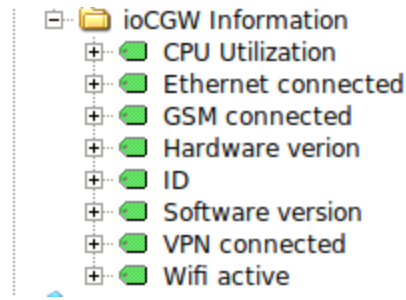 ioCGW Information
CPU Utilization
Ethernet connected
GSM connected
Hardware verion
ID
Software version
VPN connected
Wifi active